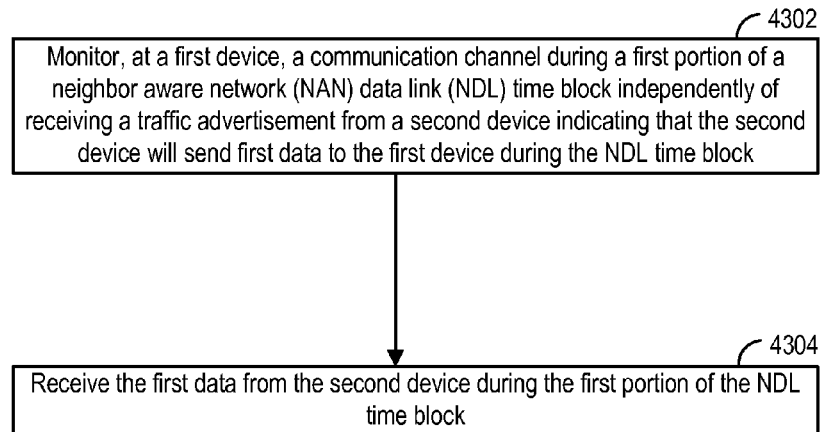 4302
Monitor, at a first device, a communication channel during a first portion of a
neighbor aware network (NAN) data link (NDL) time block independently of
receiving a traffic advertisement from a second device indicating that the second
device will send first data to the first device during the NDL time block
4304
Receive the first data from the second device during the first portion of the NDL
time block